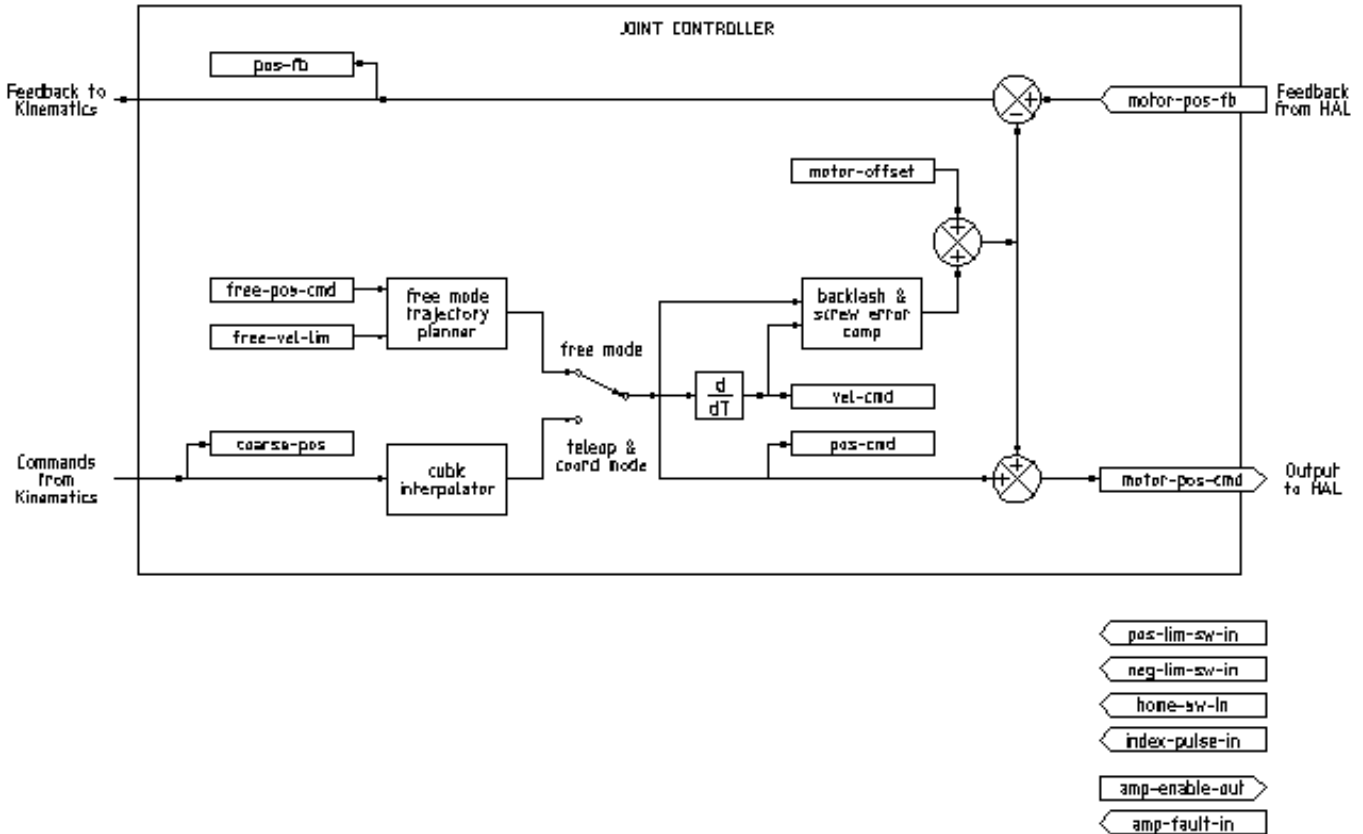 JOINT CONTROLLER
pos-fb
Feedback to
Kinematics
motor-pos-fb
Feedback
from HAL
-
+
motor-offset
+
+
free-pos-cmd
free-vel-lim
free mode
trajectory
planner
backlash &
screw error
comp
free mode
d
dT
vel-cmd
coarse-pos
teleop &
coord mode
pos-cmd
Commands
from
Kinematics
cubic
interpolator
+
+
motor-pos-cmd
Output
to HAL
pos-lim-sw-in
neg-lim-sw-in
home-sw-in
index-pulse-in
amp-enable-out
amp-fault-in